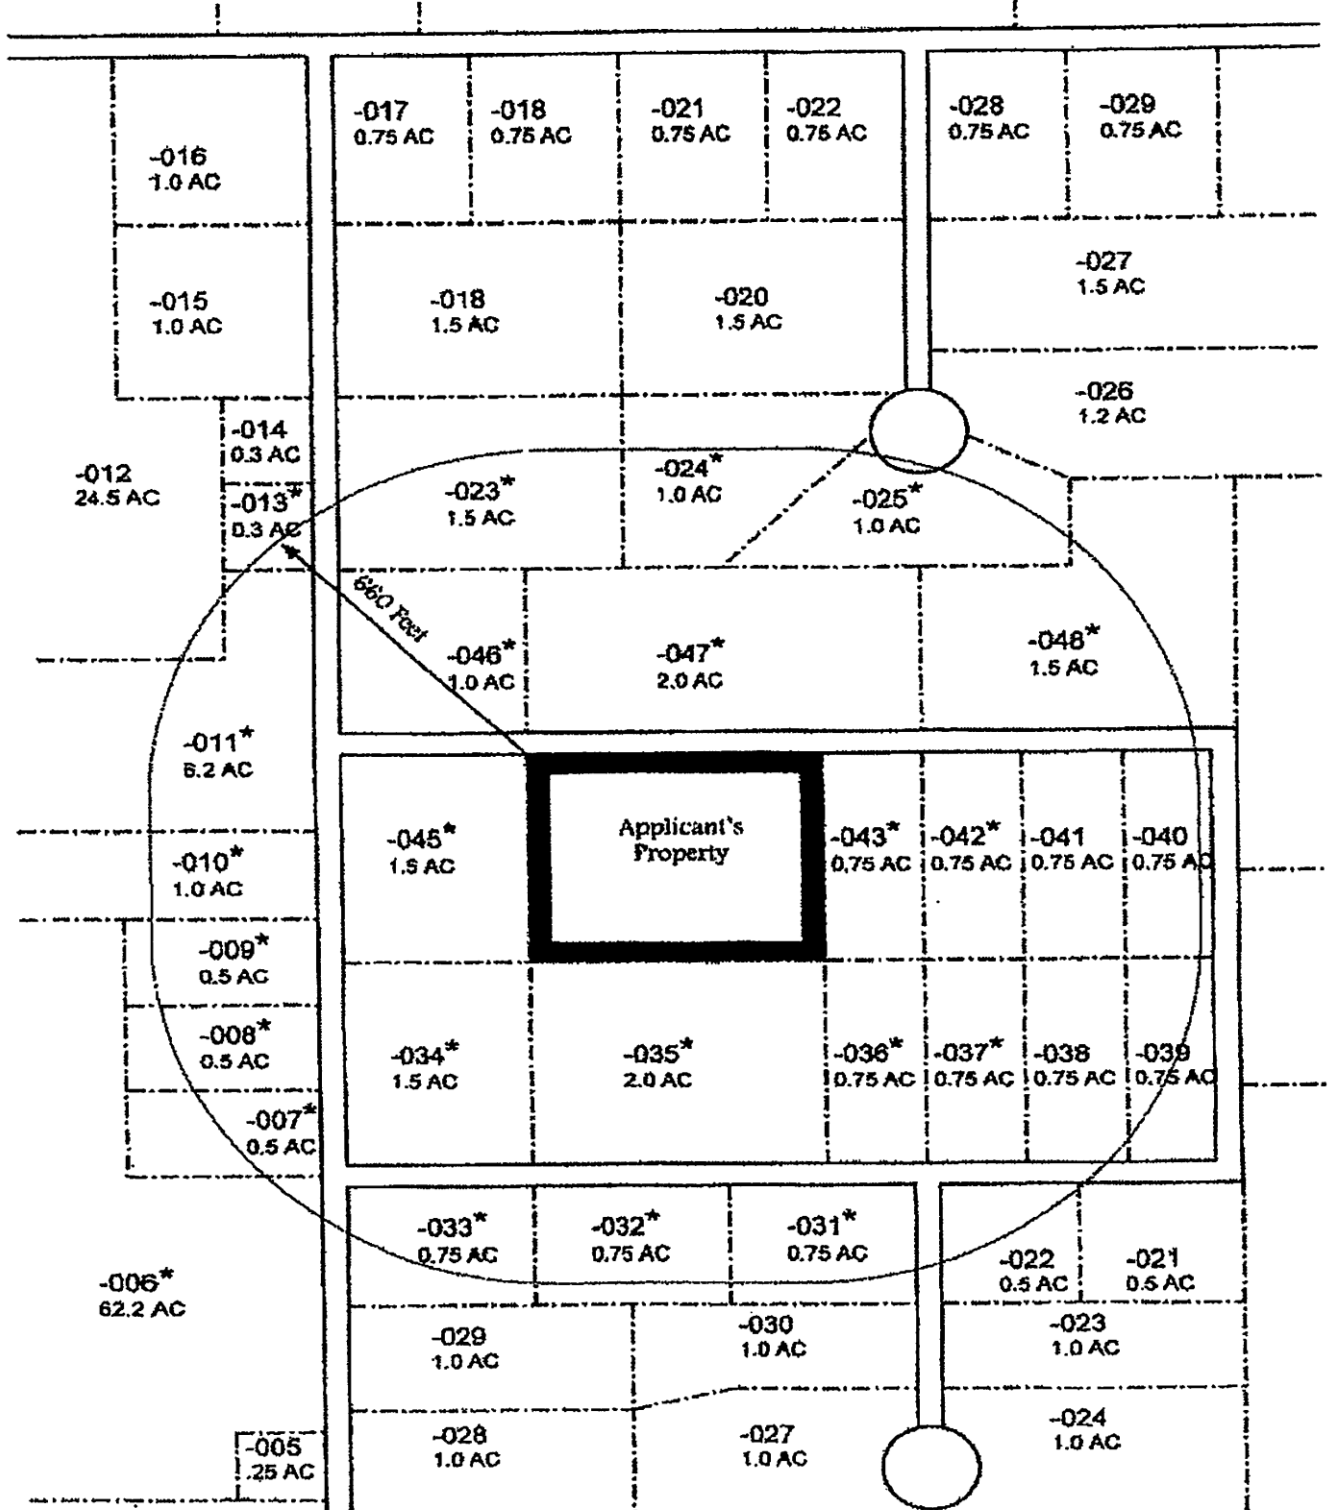 -017
0.75 AC
-018
0.75 AC
-021
0.75 AC
-022
0.75 AC
-028
0.75 AC
-029
0.75 AC
-016
1.0 AC
-015
1.0 AC
-018
1.5 AC
-020
1.5 AC
-027
1.5 AC
-026
1.2 AC
-014
0.3 AC
-012
24.5 AC
-013*
0.3 AC
-023*
1.5 AC
-024*
1.0 AC
-025*
1.0 AC
660 Feet
-046*
1.0 AC
-047*
2.0 AC
-048*
1.5 AC
-011*
6.2 AC
-045*
1.5 AC
Applicant's
Property
-043*
0.75 AC
-042*
0.75 AC
-041
0.75 AC
-040
0.75 AC
-010*
1.0 AC
-009*
0.5 AC
-008*
0.5 AC
-034*
1.5 AC
-035*
2.0 AC
-036*
0.75 AC
-037*
0.75 AC
-038
0.75 AC
-039
0.75 AC
-007*
0.5 AC
-033*
0.75 AC
-032*
0.75 AC
-031*
0.75 AC
-022
0.5 AC
-021
0.5 AC
-006*
62.2 AC
-029
1.0 AC
-030
1.0 AC
-023
1.0 AC
-005
.25 AC
-028
1.0 AC
-027
1.0 AC
-024
1.0 AC